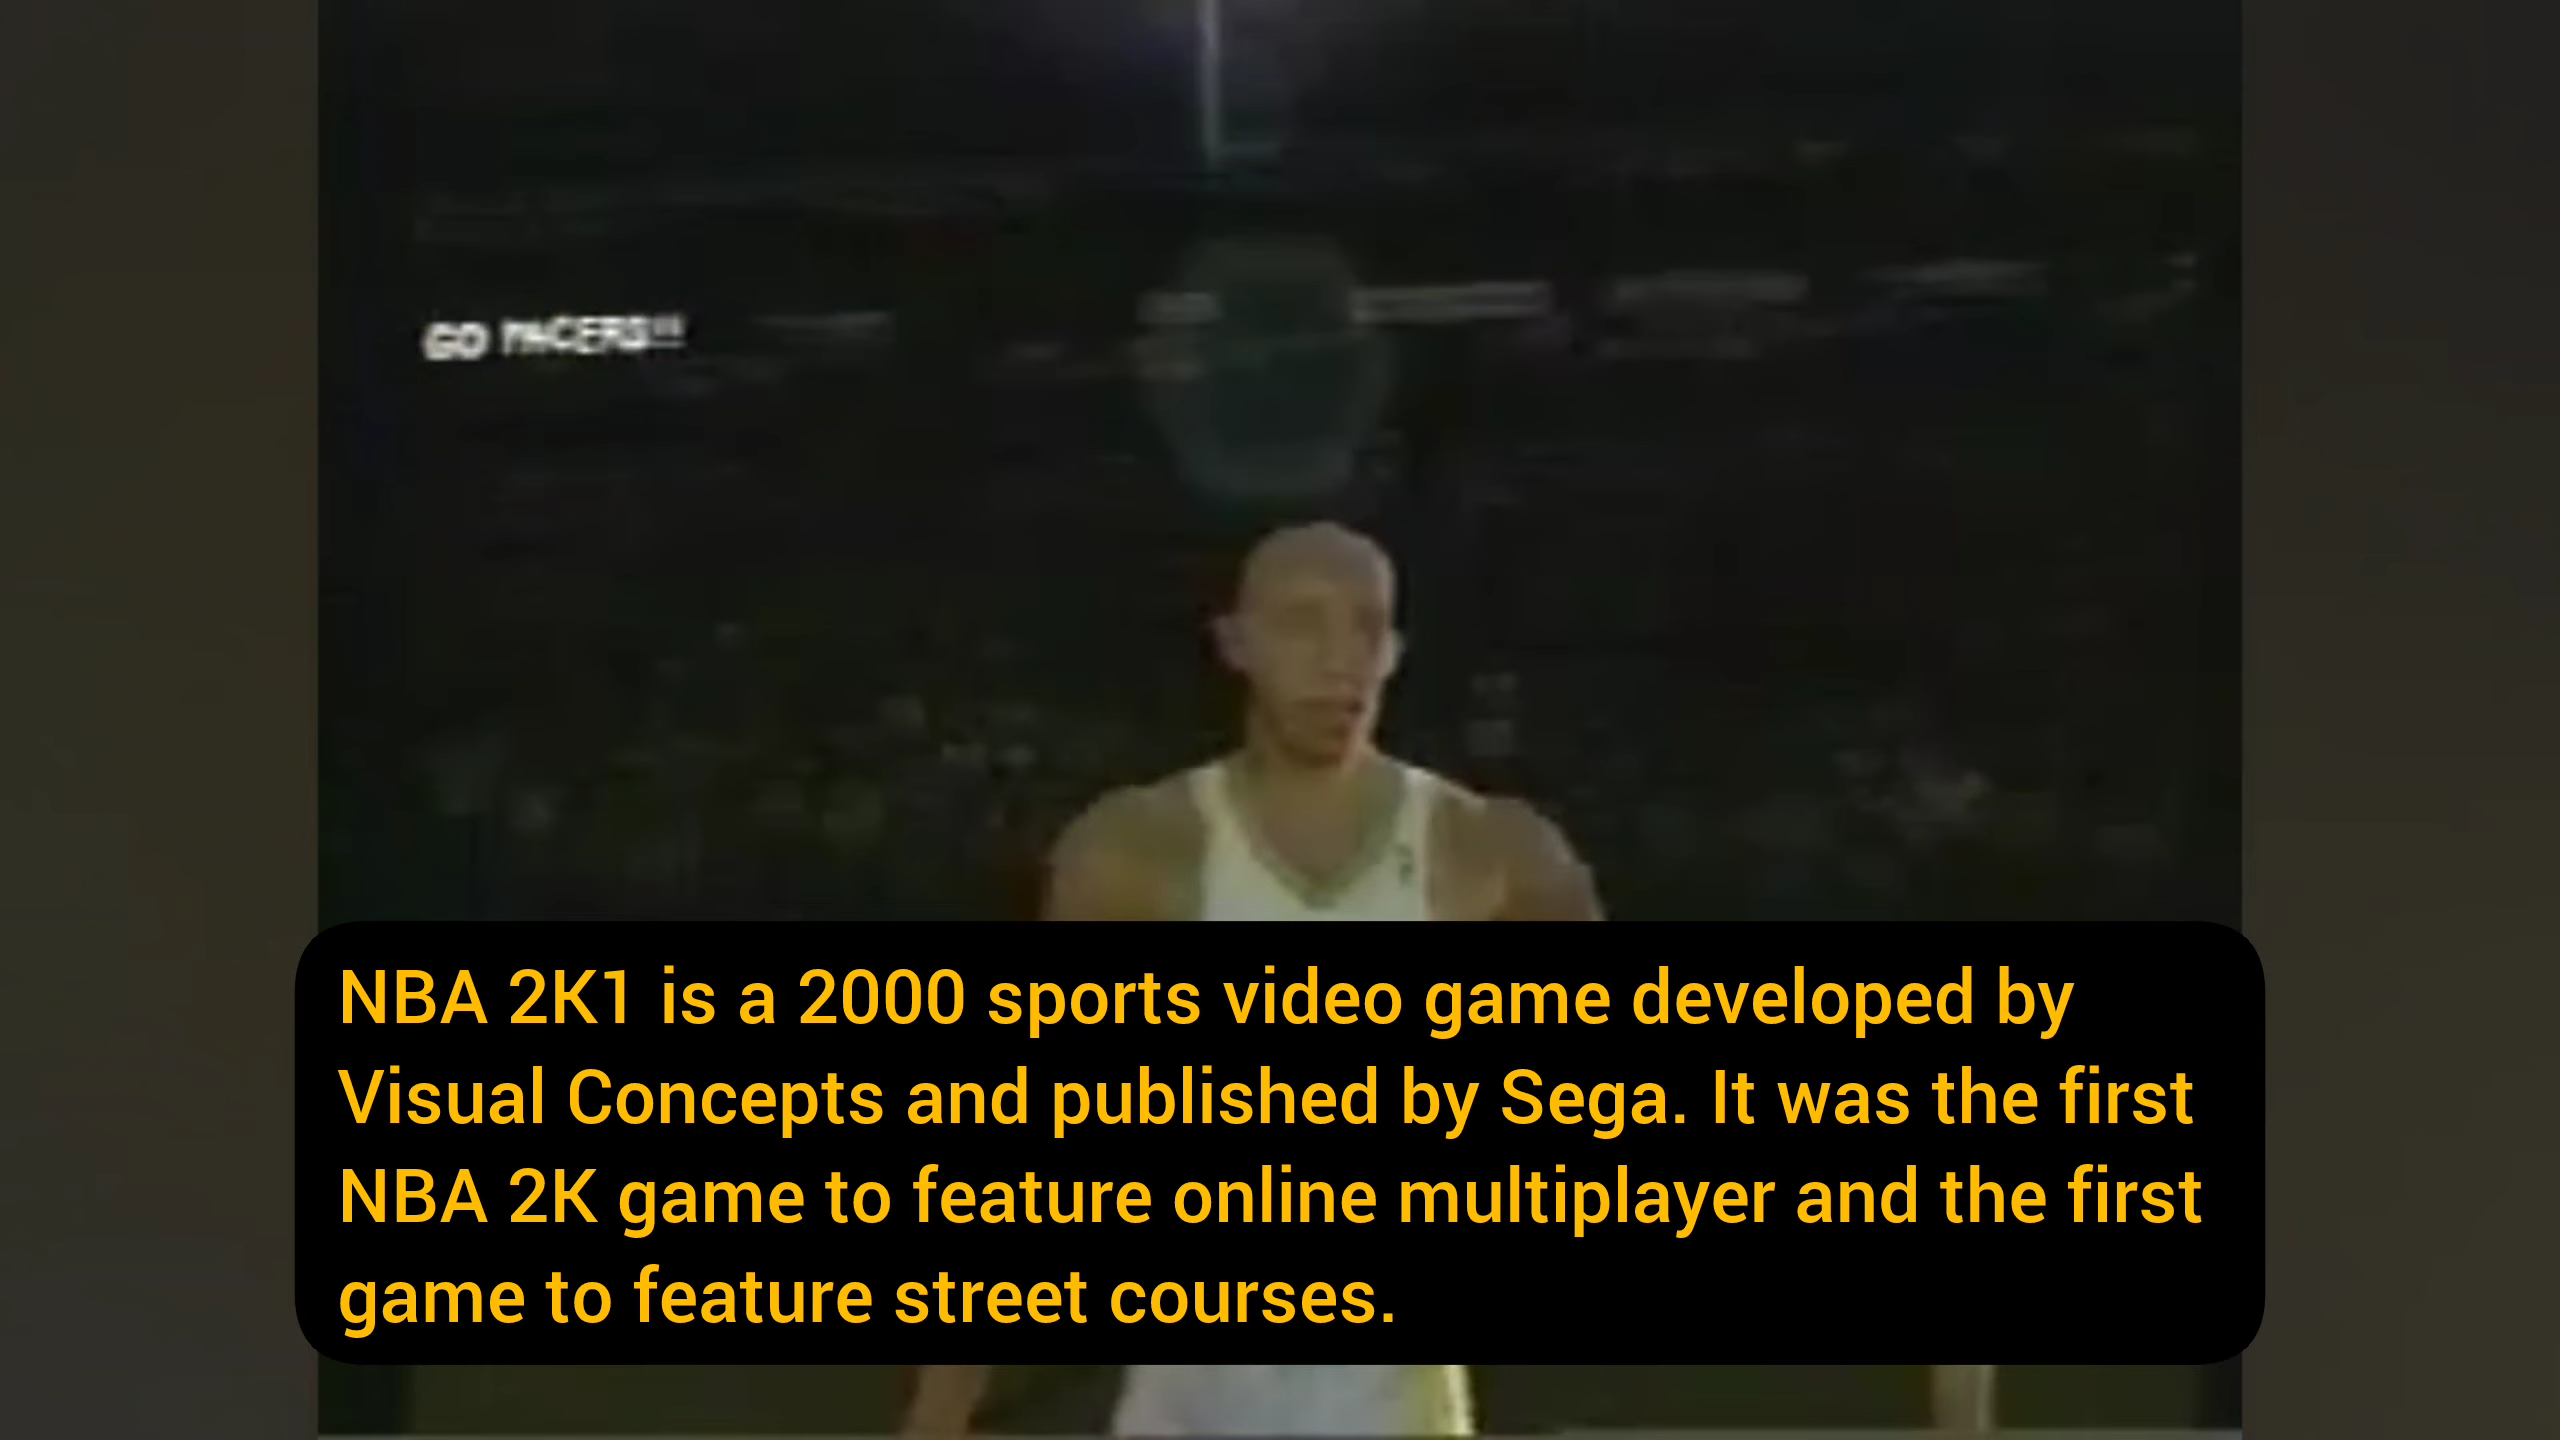 GO PACERS!!!
NBA 2K1 is a 2000 sports video game developed by
Visual Concepts and published by Sega. It was the first
NBA 2K game to feature online multiplayer and the first
game to feature street courses.